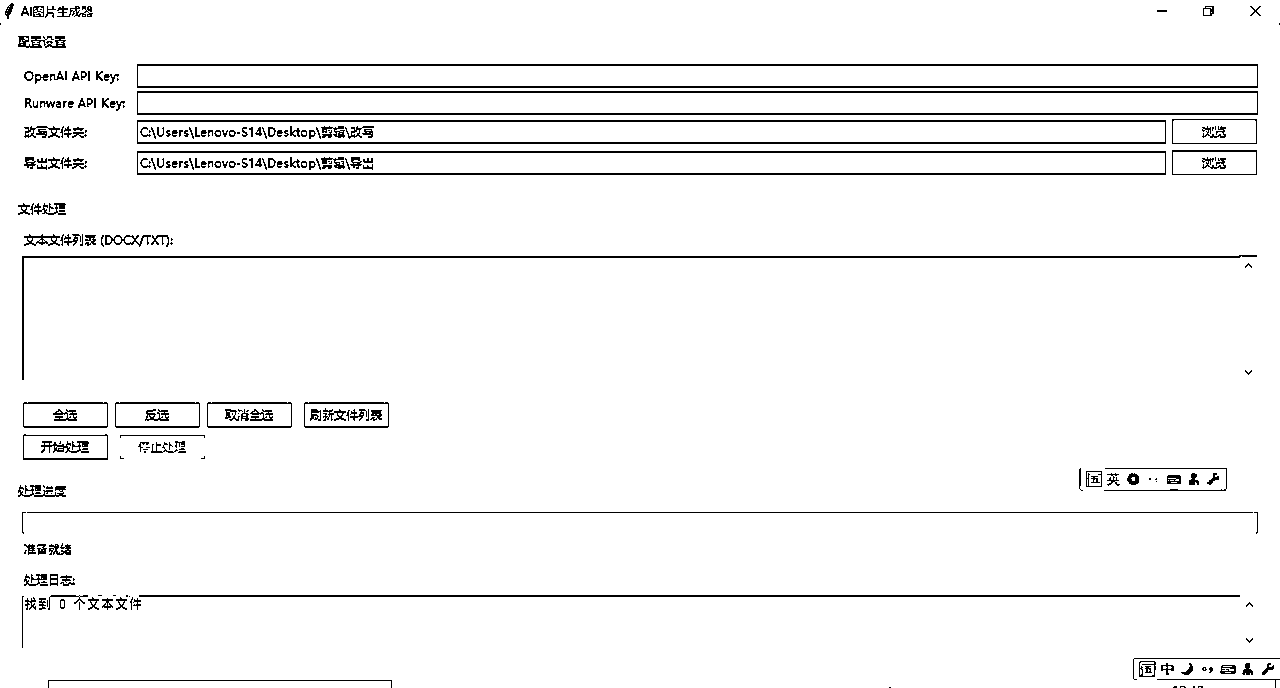 AI图片生成器
配置设置
OpenAI API Key:
Runware API Key:
改写文件夹: C:\Users\Lenovo-S14\Desktop\剪辑\改写 浏览
导出文件夹: C:\Users\Lenovo-S14\Desktop\剪辑\导出 浏览
文件处理
文本文件列表 (DOCX/TXT):
全选 反选 取消全选 刷新文件列表
开始处理 停止处理
五 英
处理进度
准备就绪
处理日志:
找到 0 个文本文件
五 中